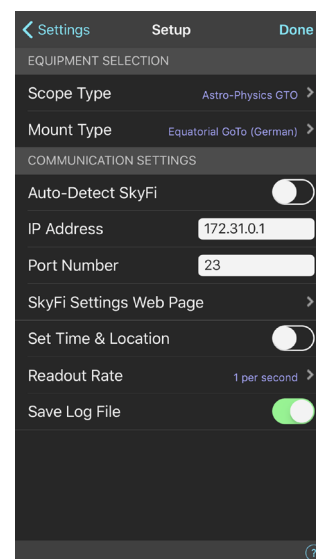 Settings Setup Done
EQUIPMENT SELECTION
Scope Type Astro-Physics GTO
Mount Type Equatorial GoTo (German)
COMMUNICATION SETTINGS
Auto-Detect SkyFi
IP Address 172.31.0.1
Port Number 23
SkyFi Settings Web Page
Set Time & Location
Readout Rate 1 per second
Save Log File
?